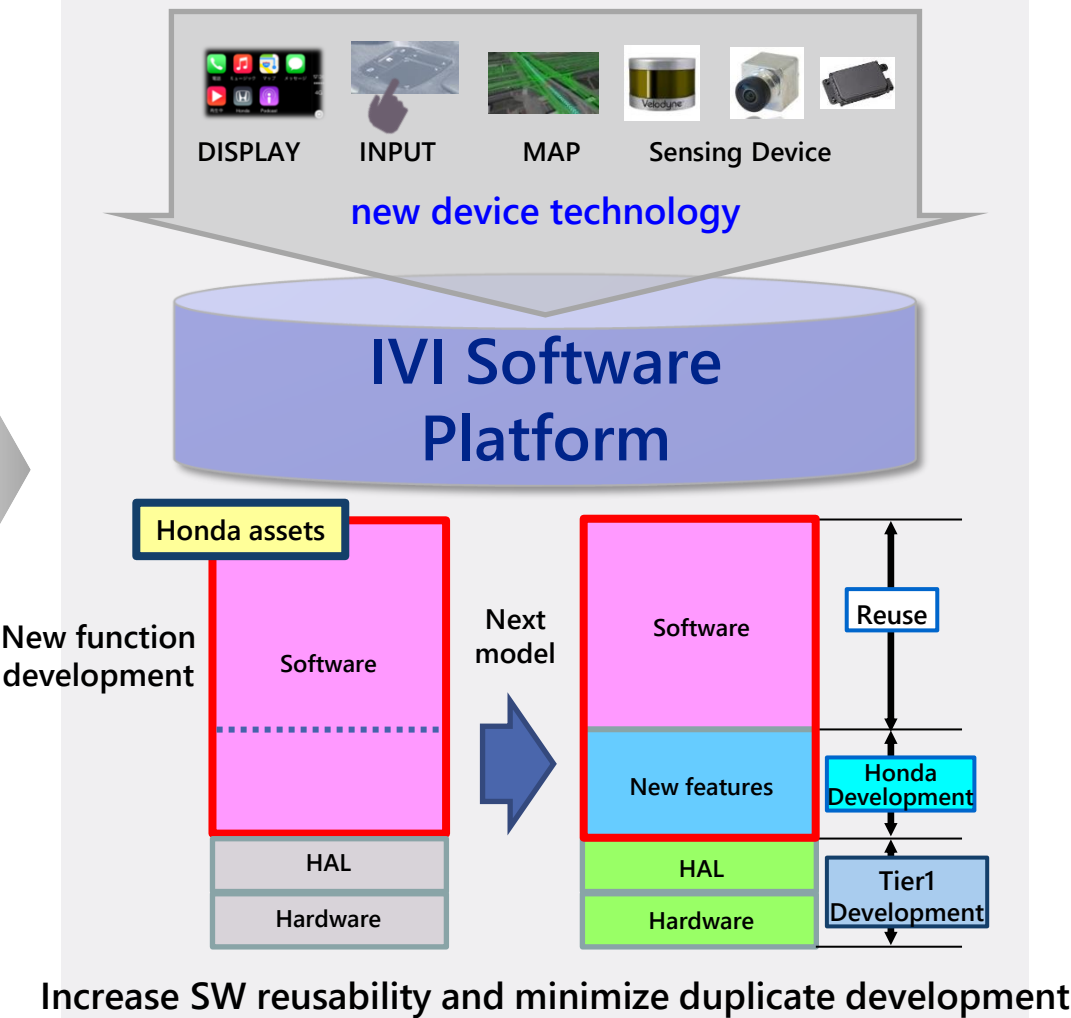 Velodyne
DISPLAY
INPUT
MAP
Sensing Device
new device technology
IVI Software
Platform
Honda assets
New function
development
Software
HAL
Hardware
Next
model
Software
New features
HAL
Hardware
Reuse
Honda
Development
Tier1
Development
Increase SW reusability and minimize duplicate development